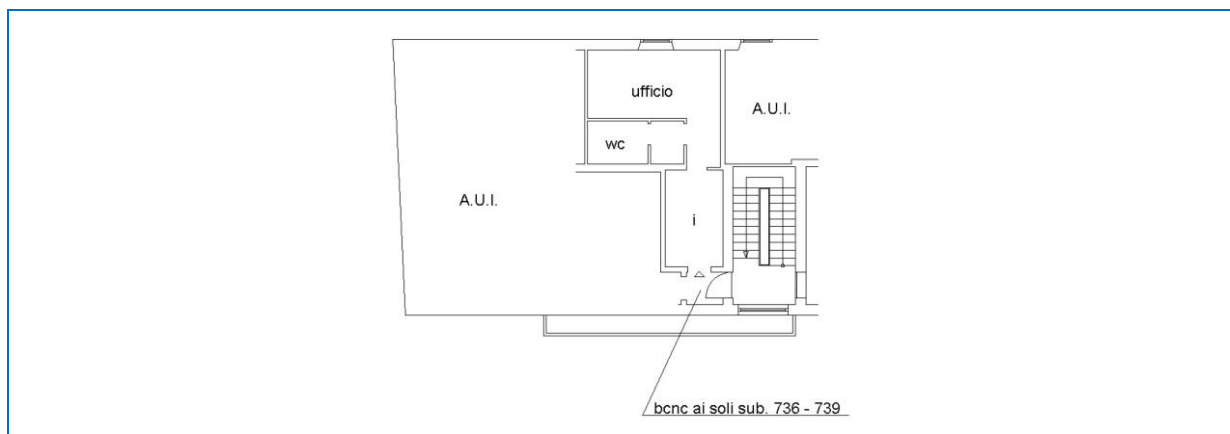 ufficio
A.U.I.
wc
A.U.I.
i
bcnc ai soli sub. 736 - 739